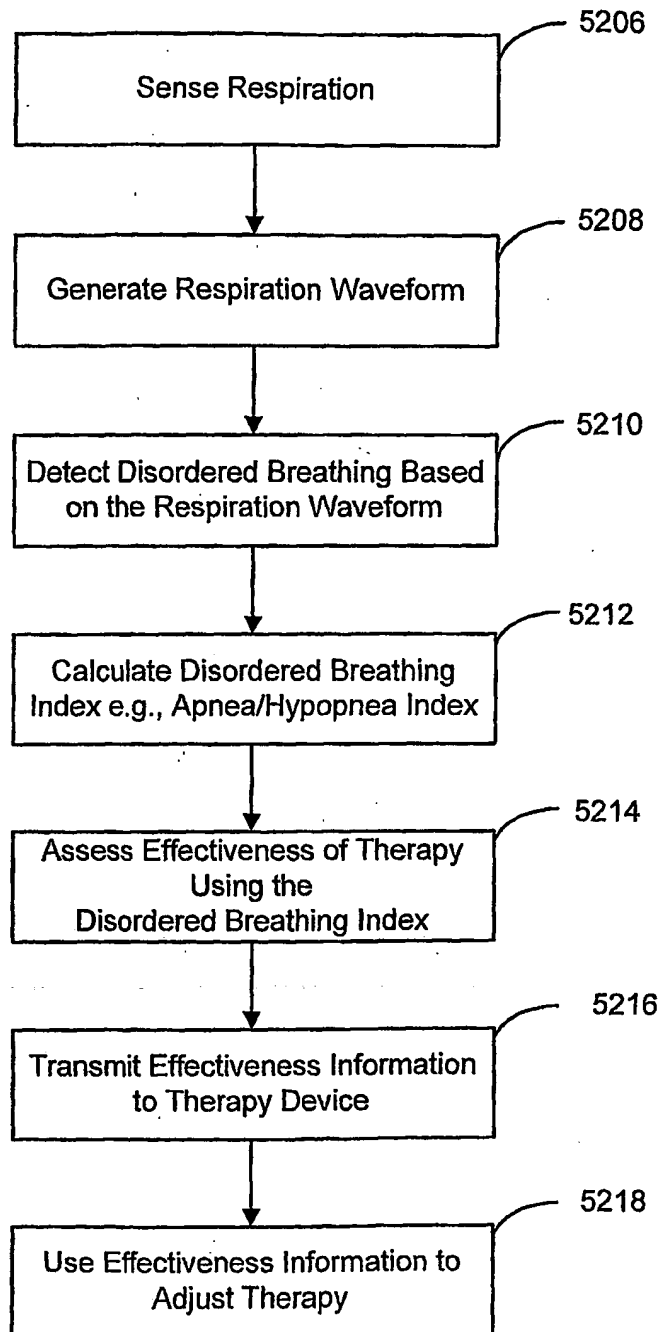 5206
Sense Respiration
5208
Generate Respiration Waveform
5210
Detect Disordered Breathing Based
on the Respiration Waveform
5212
Calculate Disordered Breathing
Index e.g., Apnea/Hypopnea Index
5214
Assess Effectiveness of Therapy
Using the
Disordered Breathing Index
5216
Transmit Effectiveness Information
to Therapy Device
5218
Use Effectiveness Information to
Adjust Therapy